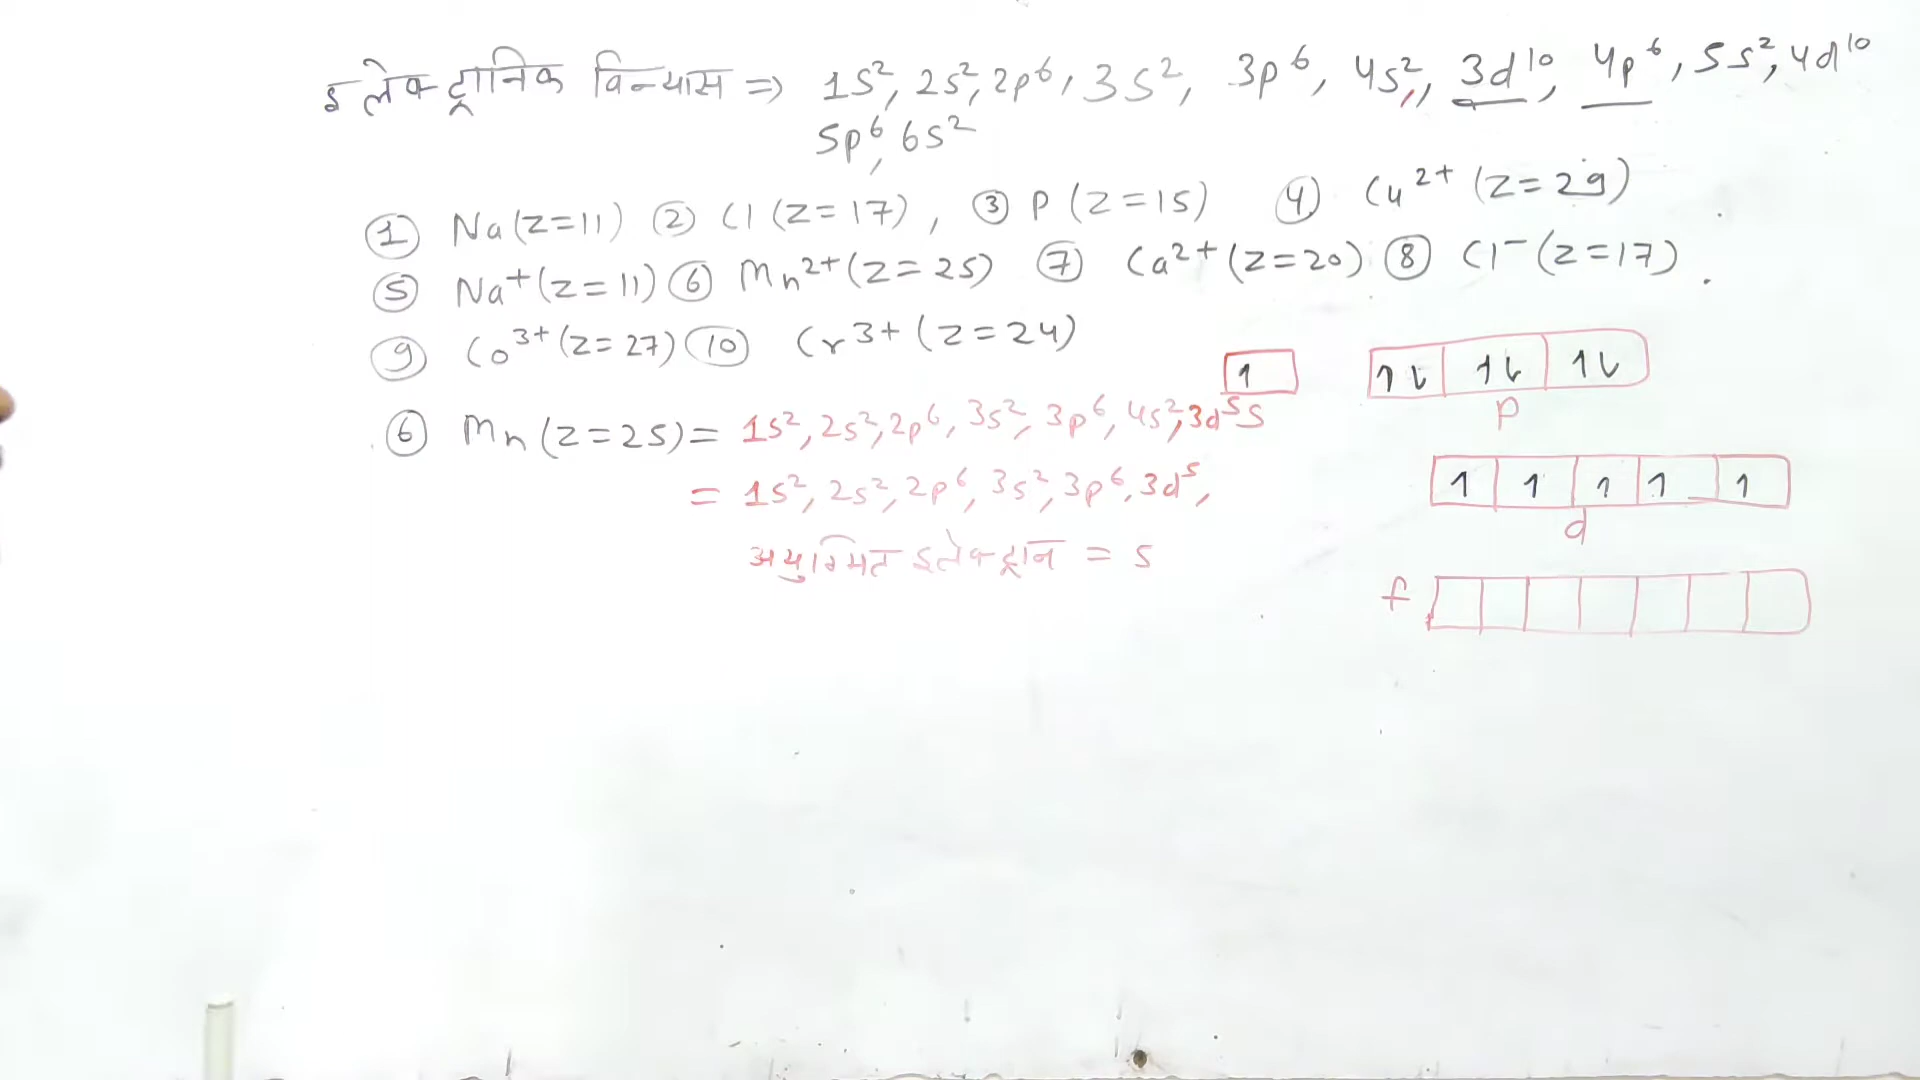 इलेक्ट्रानिक विन्यास => 1S², 2S², 2p⁶, 3S², 3p⁶, 4S², 3d¹⁰, 4p⁶, 5S², 4d¹⁰
5p⁶, 6S²
① Na (Z=11) ② Cl (Z=17), ③ P (Z=15) ④ Cu²⁺ (Z=29)
⑤ Na⁺ (Z=11) ⑥ Mn²⁺ (Z=25) ⑦ Ca²⁺ (Z=20) ⑧ Cl⁻ (Z=17)
⑨ Co³⁺ (Z=27) ⑩ Cr³⁺ (Z=24)
1 1L 1L 1L
p
⑥ Mn (Z=25) = 1S², 2S², 2p⁶, 3S², 3p⁶, 4S², 3d⁵ S
= 1S², 2S², 2p⁶, 3S², 3p⁶, 3d⁵,
1 1 1 1 1
d
अयुग्मित इलेक्ट्रान = 5
f